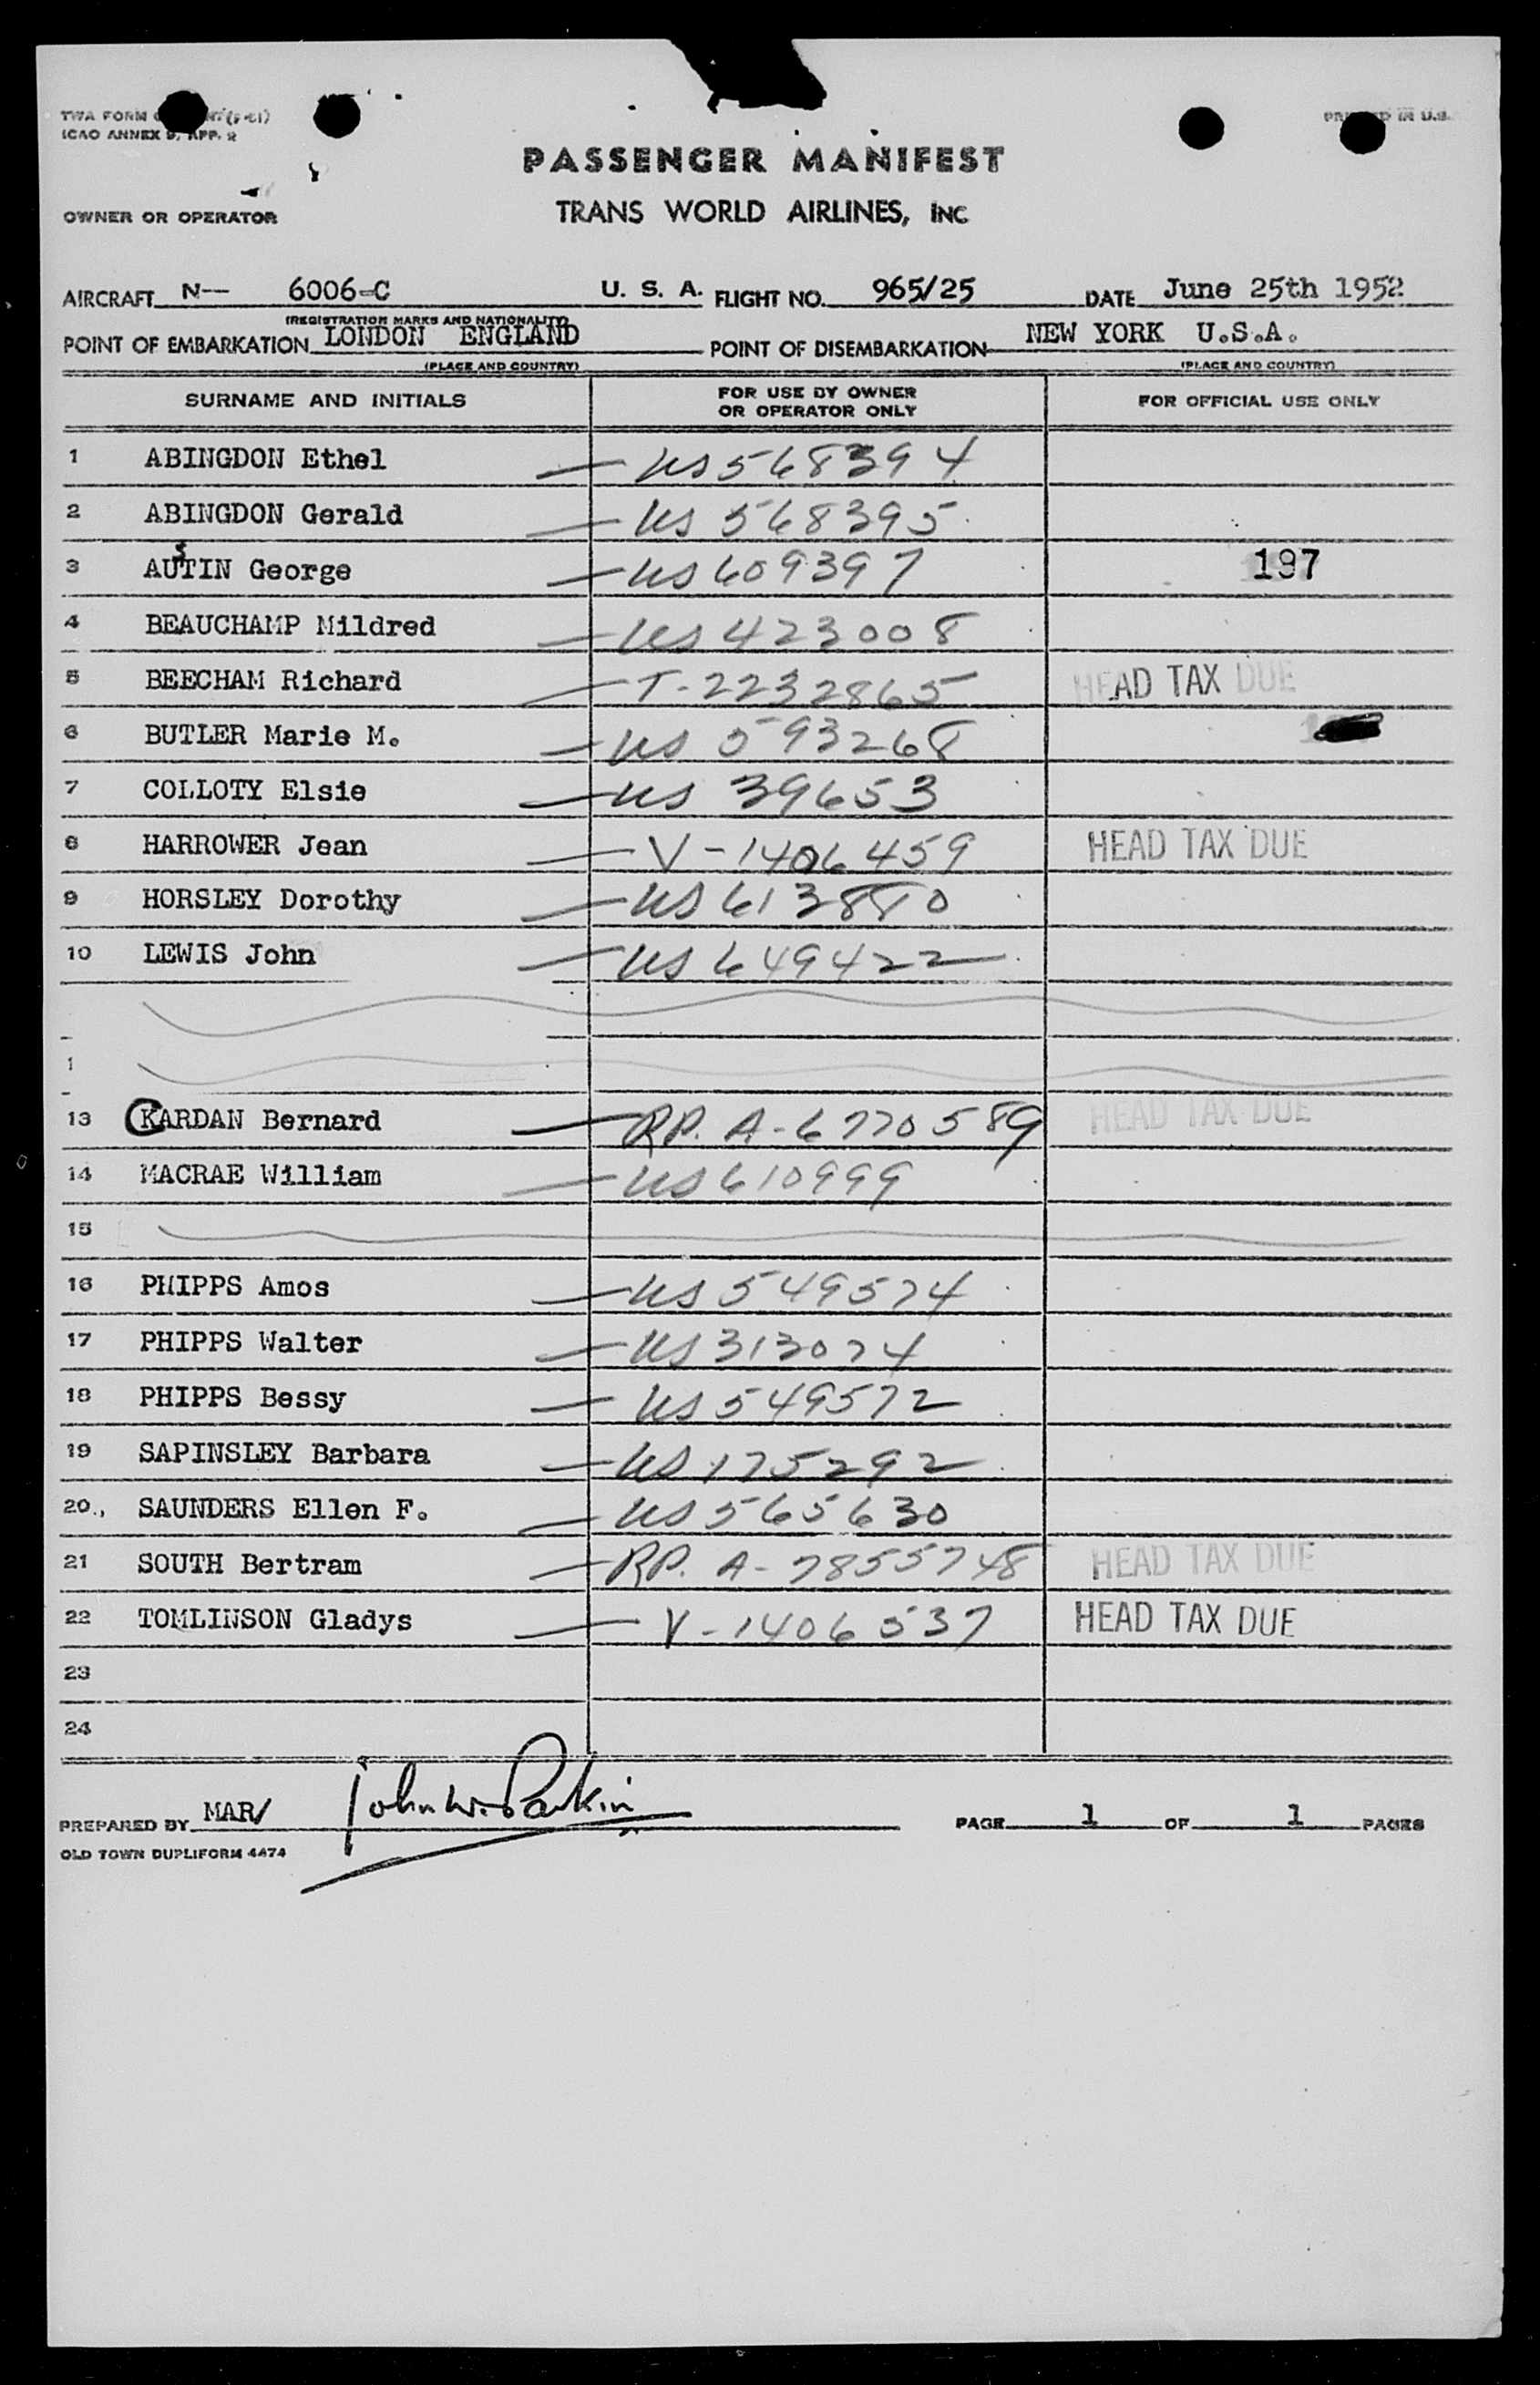 TWA FORM
ICAO ANNEX 9, APP. 2
PRINTED IN U.S.
PASSENGER MANIFEST
OWNER OR OPERATOR TRANS WORLD AIRLINES, INC
AIRCRAFT N-- 6006-C U. S. A. FLIGHT NO. 965/25 DATE June 25th 1952
(REGISTRATION MARKS AND NATIONALITY)
POINT OF EMBARKATION LONDON ENGLAND POINT OF DISEMBARKATION NEW YORK U.S.A.
(PLACE AND COUNTRY) (PLACE AND COUNTRY)
SURNAME AND INITIALS FOR USE BY OWNER OR OPERATOR ONLY FOR OFFICIAL USE ONLY
1 ABINGDON Ethel — US 568394
2 ABINGDON Gerald — US 568395
3 AUSTIN George — US 609397 197
4 BEAUCHAMP Mildred — US 423008
5 BEECHAM Richard — T-2232865 HEAD TAX DUE
6 BUTLER Marie M. — US 593268
7 COLLOTY Elsie — US 39653
8 HARROWER Jean — V-1406459 HEAD TAX DUE
9 HORSLEY Dorothy — US 613880
10 LEWIS John — US 649422
1
13 CKARDAN Bernard — RP. A-6770589 HEAD TAX DUE
14 MACRAE William — US 610999
15
16 PHIPPS Amos — US 549574
17 PHIPPS Walter — US 313074
18 PHIPPS Bessy — US 549572
19 SAPINSLEY Barbara — US 175292
20., SAUNDERS Ellen F. — US 565630
21 SOUTH Bertram — RP. A-7855748 HEAD TAX DUE
22 TOMLINSON Gladys — V-1406537 HEAD TAX DUE
23
24
PREPARED BY MAR/ John W. Parkin PAGE 1 OF 1 PAGES
OLD TOWN DUPLIFORM 4474